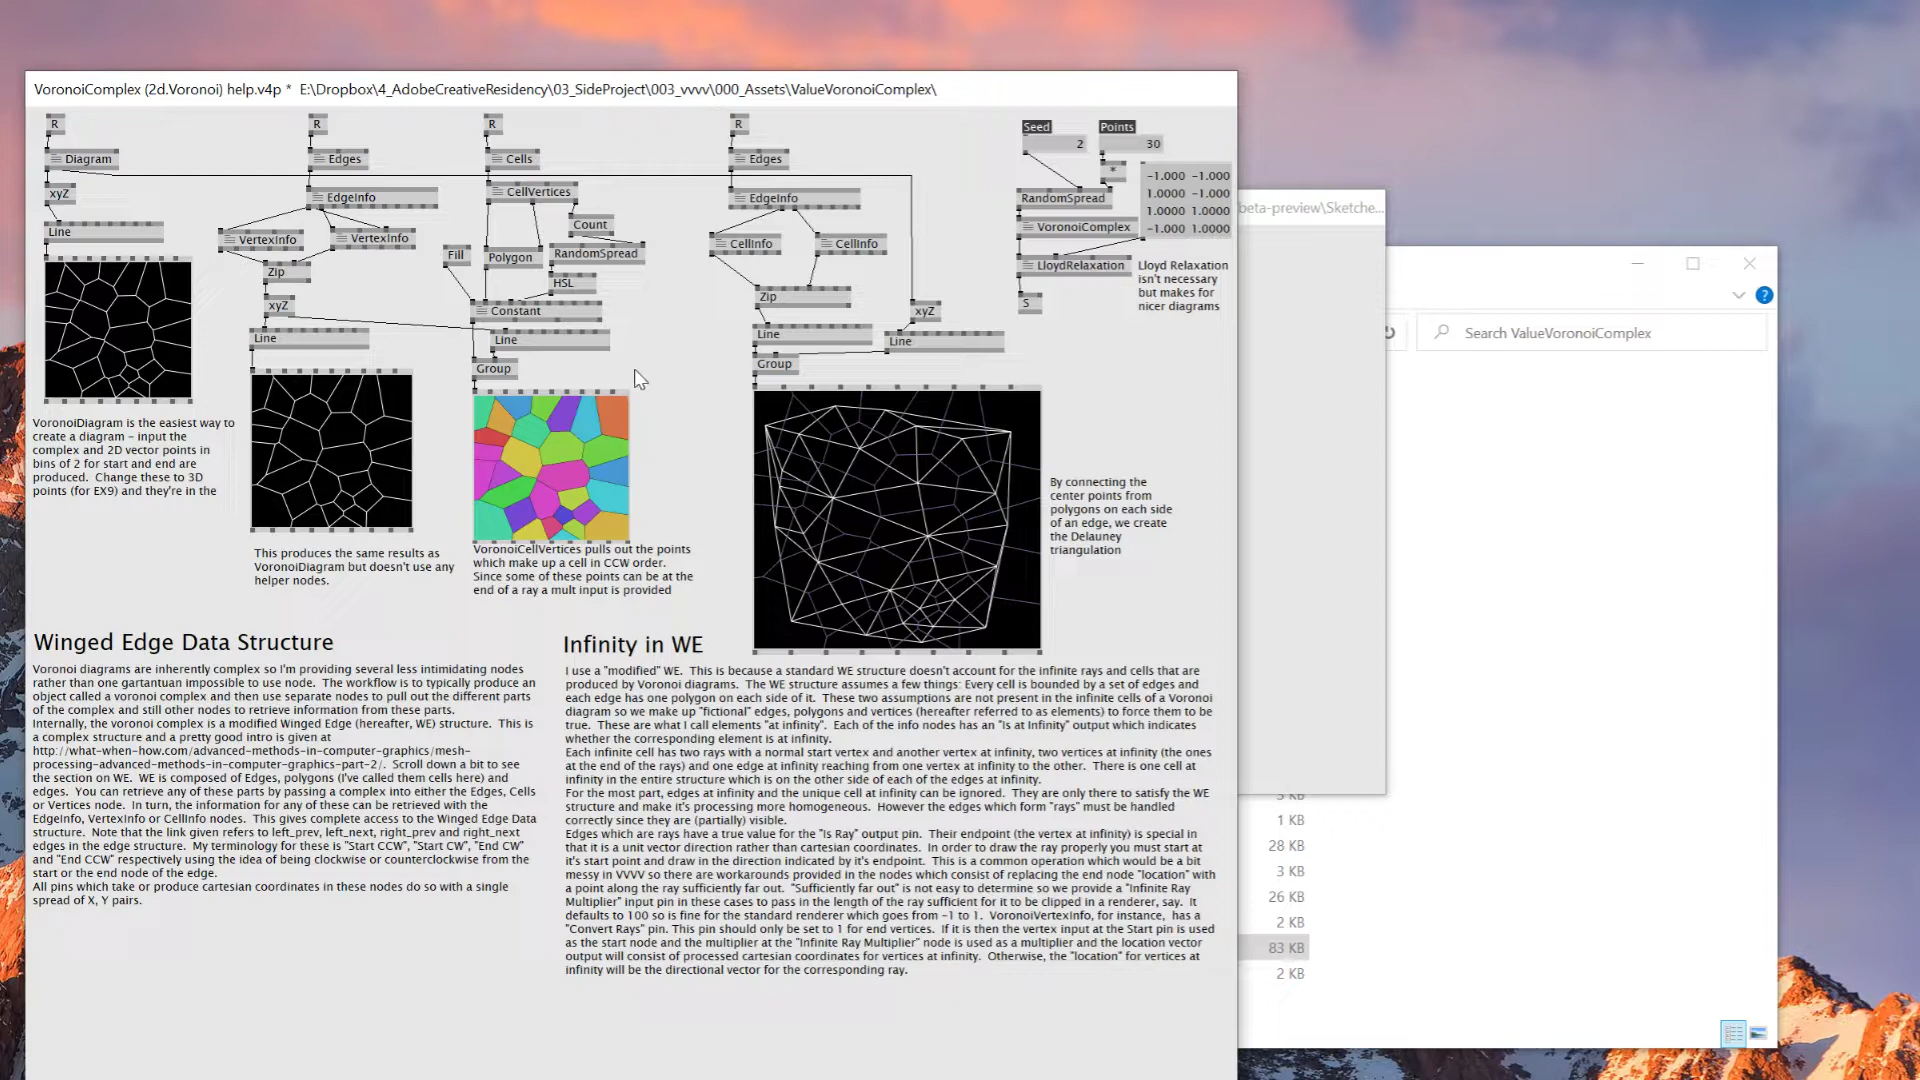 VoronoiComplex (2d.Voronoi) help.v4p * E:\Dropbox\4_AdobeCreativeResidency\03_SideProject\003_vvvv\000_Assets\ValueVoronoiComplex\
R
R
R
R
Seed
Points
2
30
Diagram
Edges
Cells
Edges
*
-1.000 -1.000
1.0000 -1.000
1.0000 1.0000
-1.000 1.0000
xyZ
EdgeInfo
CellVertices
EdgeInfo
RandomSpread
Line
VertexInfo
VertexInfo
Count
VoronoiComplex
Fill
Polygon
RandomSpread
CellInfo
CellInfo
LloydRelaxation
Lloyd Relaxation
isn't necessary
but makes for
nicer diagrams
Zip
HSL
Zip
S
xyZ
Constant
xyZ
Line
Line
Line
Line
Group
Group
VoronoiDiagram is the easiest way to
create a diagram - input the
complex and 2D vector points in
bins of 2 for start and end are
produced. Change these to 3D
points (for EX9) and they're in the
This produces the same results as
VoronoiDiagram but doesn't use any
helper nodes.
VoronoiCellVertices pulls out the points
which make up a cell in CCW order.
Since some of these points can be at the
end of a ray a mult input is provided
By connecting the
center points from
polygons on each side
of an edge, we create
the Delauney
triangulation
Winged Edge Data Structure
Voronoi diagrams are inherently complex so I'm providing several less intimidating nodes
rather than one gartantuan impossible to use node. The workflow is to typically produce an
object called a voronoi complex and then use separate nodes to pull out the different parts
of the complex and still other nodes to retrieve information from these parts.
Internally, the voronoi complex is a modified Winged Edge (hereafter, WE) structure. This is
a complex structure and a pretty good intro is given at
http://what-when-how.com/advanced-methods-in-computer-graphics/mesh-
processing-advanced-methods-in-computer-graphics-part-2/. Scroll down a bit to see
the section on WE. WE is composed of Edges, polygons (I've called them cells here) and
edges. You can retrieve any of these parts by passing a complex into either the Edges, Cells
or Vertices node. In turn, the information for any of these can be retrieved with the
EdgeInfo, VertexInfo or CellInfo nodes. This gives complete access to the Winged Edge Data
structure. Note that the link given refers to left_prev, left_next, right_prev and right_next
edges in the edge structure. My terminology for these is "Start CCW", "Start CW", "End CW"
and "End CCW" respectively using the idea of being clockwise or counterclockwise from the
start or the end node of the edge.
All pins which take or produce cartesian coordinates in these nodes do so with a single
spread of X, Y pairs.
Infinity in WE
I use a "modified" WE. This is because a standard WE structure doesn't account for the infinite rays and cells that are
produced by Voronoi diagrams. The WE structure assumes a few things: Every cell is bounded by a set of edges and
each edge has one polygon on each side of it. These two assumptions are not present in the infinite cells of a Voronoi
diagram so we make up "fictional" edges, polygons and vertices (hereafter referred to as elements) to force them to be
true. These are what I call elements "at infinity". Each of the info nodes has an "Is at Infinity" output which indicates
whether the corresponding element is at infinity.
Each infinite cell has two rays with a normal start vertex and another vertex at infinity, two vertices at infinity (the ones
at the end of the rays) and one edge at infinity reaching from one vertex at infinity to the other. There is one cell at
infinity in the entire structure which is on the other side of each of the edges at infinity.
For the most part, edges at infinity and the unique cell at infinity can be ignored. They are only there to satisfy the WE
structure and make it's processing more homogeneous. However the edges which form "rays" must be handled
correctly since they are (partially) visible.
Edges which are rays have a true value for the "Is Ray" output pin. Their endpoint (the vertex at infinity) is special in
that it is a unit vector direction rather than cartesian coordinates. In order to draw the ray properly you must start at
it's start point and draw in the direction indicated by it's endpoint. This is a common operation which would be a bit
messy in VVVV so there are workarounds provided in the nodes which consist of replacing the end node "location" with
a point along the ray sufficiently far out. "Sufficiently far out" is not easy to determine so we provide a "Infinite Ray
Multiplier" input pin in these cases to pass in the length of the ray sufficient for it to be clipped in a renderer, say. It
defaults to 100 so is fine for the standard renderer which goes from -1 to 1. VoronoiVertexInfo, for instance, has a
"Convert Rays" pin. This pin should only be set to 1 for end vertices. If it is then the vertex input at the Start pin is used
as the start node and the multiplier at the "Infinite Ray Multiplier" node is used as a multiplier and the location vector
output will consist of processed cartesian coordinates for vertices at infinity. Otherwise, the "location" for vertices at
infinity will be the directional vector for the corresponding ray.
beta-preview\Sketche...
Search ValueVoronoiComplex
?
3 KB
1 KB
28 KB
3 KB
26 KB
2 KB
83 KB
2 KB